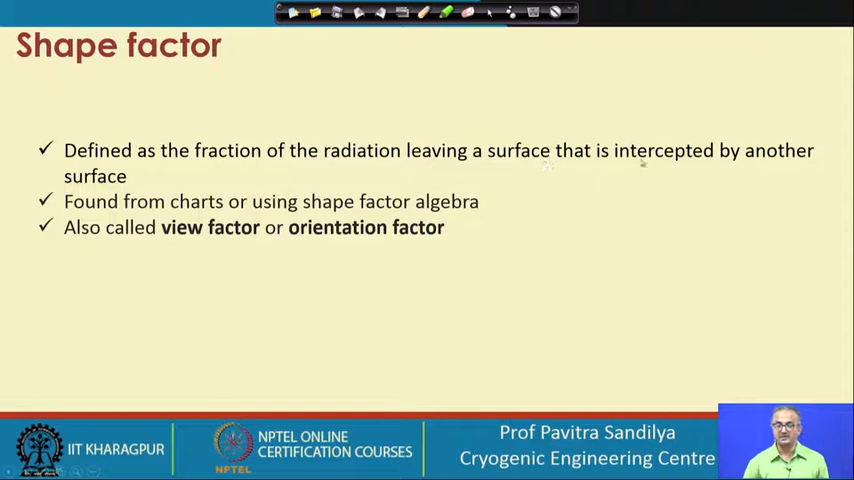 Shape factor
✓ Defined as the fraction of the radiation leaving a surface that is intercepted by another
surface
✓ Found from charts or using shape factor algebra
✓ Also called view factor or orientation factor
IIT KHARAGPUR
NPTEL
NPTEL ONLINE
CERTIFICATION COURSES
Prof Pavitra Sandilya
Cryogenic Engineering Centre